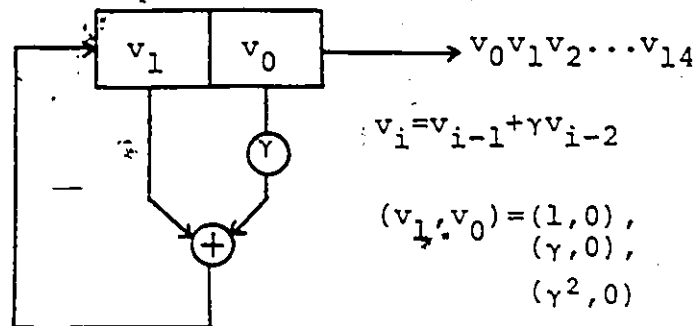 v₁ v₀ v₀v₁v₂···v₁₄
vᵢ=vᵢ₋₁+γvᵢ₋₂
γ
(v₁,v₀)=(1,0),
(γ,0),
+
(γ²,0)